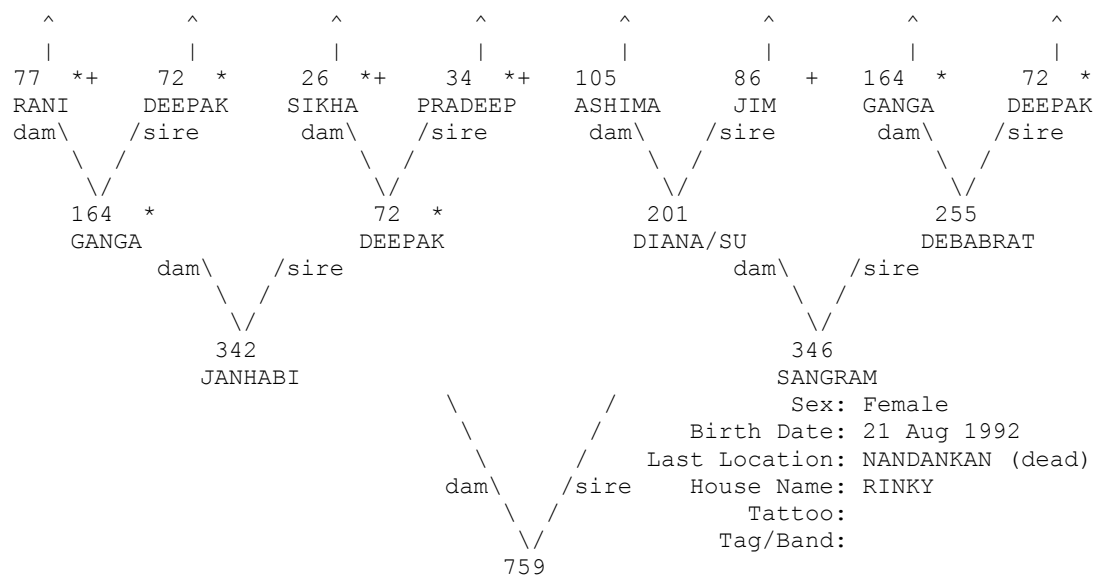 ^ ^ ^ ^ ^ ^ ^ ^
| | | | | | | |
77 *+ 72 * 26 *+ 34 *+ 105 86 + 164 * 72 *
RANI DEEPAK SIKHA PRADEEP ASHIMA JIM GANGA DEEPAK
dam\ /sire dam\ /sire dam\ /sire dam\ /sire
\ / \ / \ / \ /
\/ \/ \/ \/
164 * 72 * 201 255
GANGA DEEPAK DIANA/SU DEBABRAT
dam\ /sire dam\ /sire
\ / \ /
\/ \/
342 346
JANHABI SANGRAM
\ / Sex: Female
\ / Birth Date: 21 Aug 1992
\ / Last Location: NANDANKAN (dead)
dam\ /sire House Name: RINKY
\ / Tattoo:
\/ Tag/Band:
759